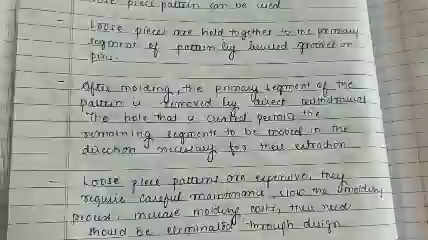 piece pattern can be used
Loose pieces are held together to the primary
segment of pattern by beveled grooves or
pins.
- After molding, the primary segment of the
pattern is removed by direct withdrawal
The hole that is created permits the
remaining segments to be moved in the
direction necessary for their extraction
- Loose piece patterns are expensive, they
require careful maintenance, slow the molding
process, increase molding costs, their need
should be eliminated through design